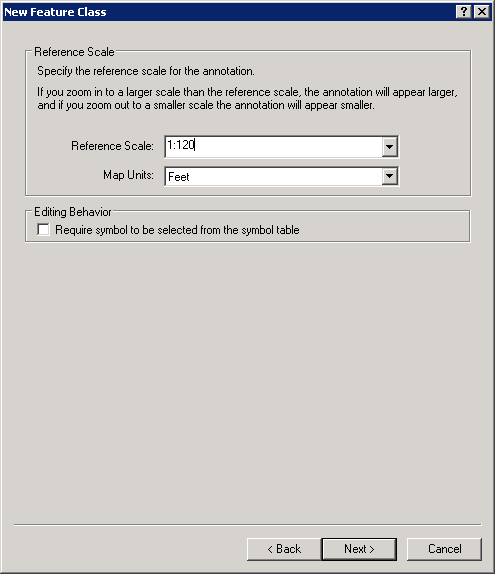 New Feature Class
Reference Scale
Specify the reference scale for the annotation.
If you zoom in to a larger scale than the reference scale, the annotation will appear larger,
and if you zoom out to a smaller scale the annotation will appear smaller.
Reference Scale: 1:120
Map Units: Feet
Editing Behavior
Require symbol to be selected from the symbol table
< Back Next > Cancel